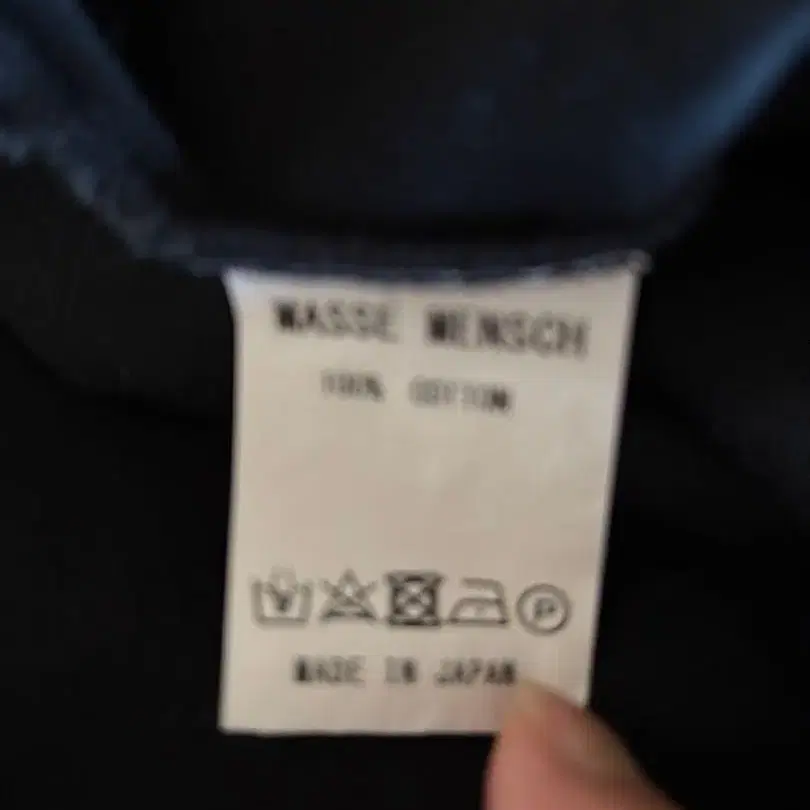 MASSE MENSCH
100% COTTON
P
MADE IN JAPAN